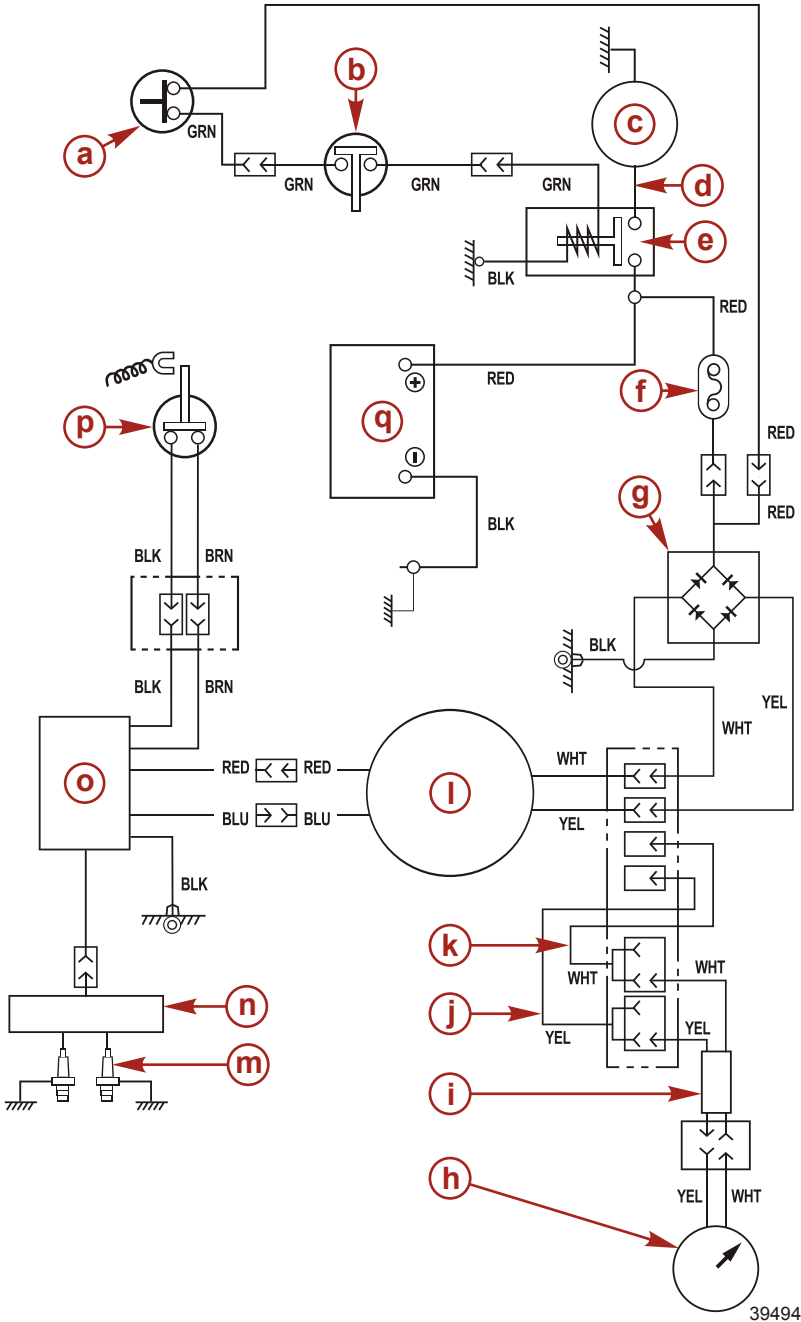 b
c
a
GRN
GRN
GRN
GRN
d
e
BLK
RED
RED
f
p
q
RED
g
BLK
BLK
BRN
RED
BLK
YEL
BLK
BRN
WHT
o
RED
RED
l
WHT
BLU
BLU
YEL
BLK
k
WHT
WHT
n
j
YEL
YEL
m
i
h
YEL
WHT
39494